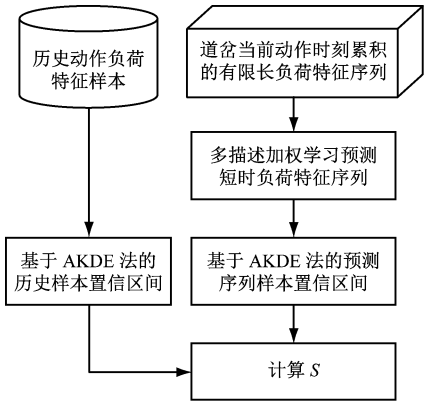 历史动作负荷
特征样本
道岔当前动作时刻累积
的有限长负荷特征序列
多描述加权学习预测
短时负荷特征序列
基于 AKDE 法的
历史样本置信区间
基于 AKDE 法的预测
序列样本置信区间
计算 S